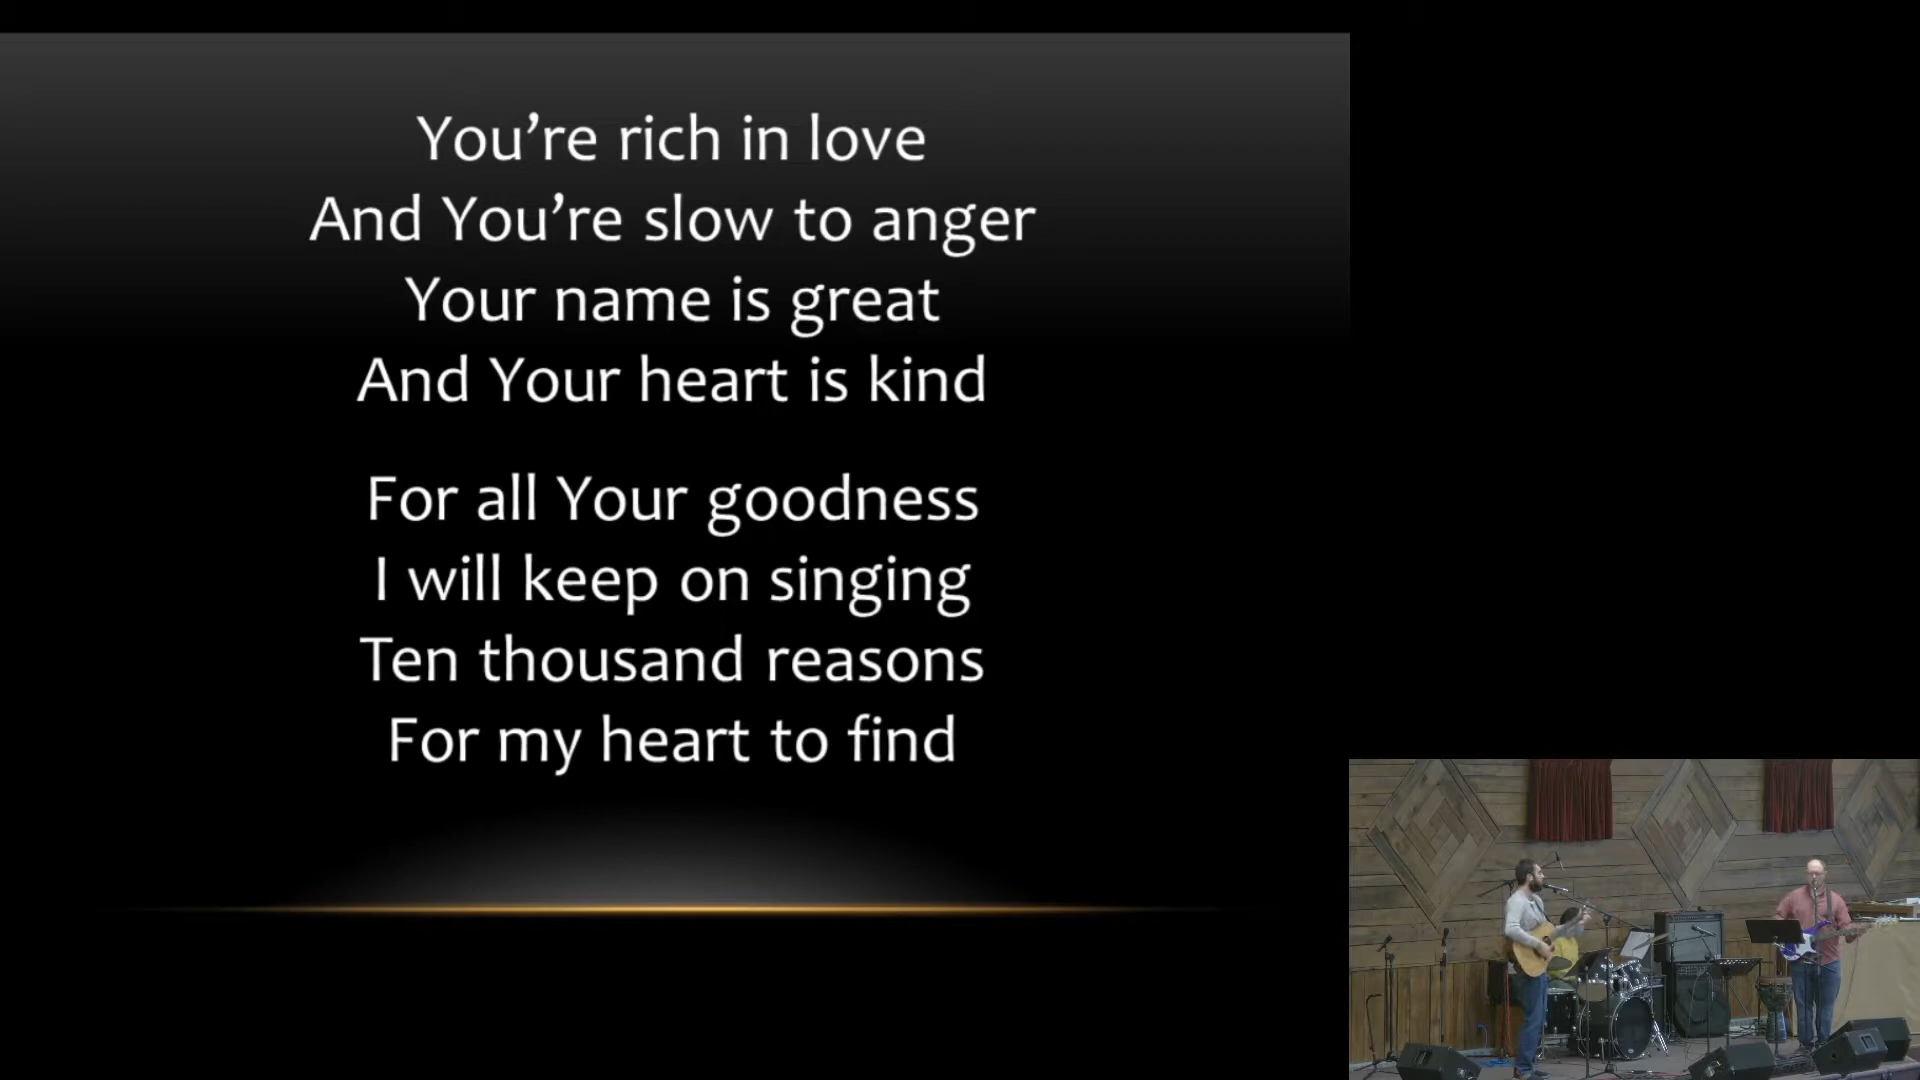 You’re rich in love
And You’re slow to anger
Your name is great
And Your heart is kind
For all Your goodness
I will keep on singing
Ten thousand reasons
For my heart to find